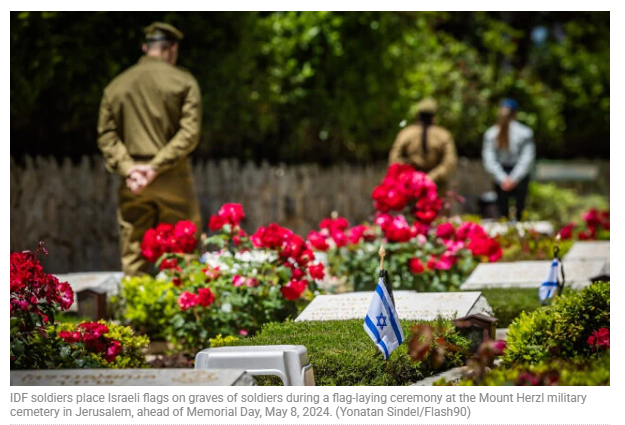 IDF soldiers place Israeli flags on graves of soldiers during a flag-laying ceremony at the Mount Herzl military
cemetery in Jerusalem, ahead of Memorial Day, May 8, 2024. (Yonatan Sindel/Flash90)